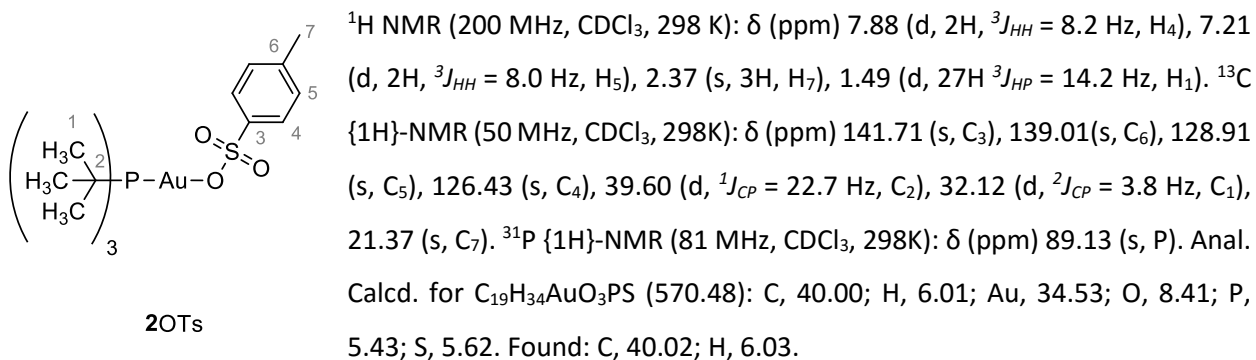 ¹H NMR (200 MHz, CDCl₃, 298 K): δ (ppm) 7.88 (d, 2H, ³J_HH = 8.2 Hz, H₄), 7.21
(d, 2H, ³J_HH = 8.0 Hz, H₅), 2.37 (s, 3H, H₇), 1.49 (d, 27H ³J_HP = 14.2 Hz, H₁). ¹³C
{1H}-NMR (50 MHz, CDCl₃, 298K): δ (ppm) 141.71 (s, C₃), 139.01(s, C₆), 128.91
(s, C₅), 126.43 (s, C₄), 39.60 (d, ¹J_CP = 22.7 Hz, C₂), 32.12 (d, ²J_CP = 3.8 Hz, C₁),
21.37 (s, C₇). ³¹P {1H}-NMR (81 MHz, CDCl₃, 298K): δ (ppm) 89.13 (s, P). Anal.
Calcd. for C₁₉H₃₄AuO₃PS (570.48): C, 40.00; H, 6.01; Au, 34.53; O, 8.41; P,
5.43; S, 5.62. Found: C, 40.02; H, 6.03.
7
6
5
4
3
O
S
O
1
H₃C
2
H₃C P Au O
H₃C
3
2OTs